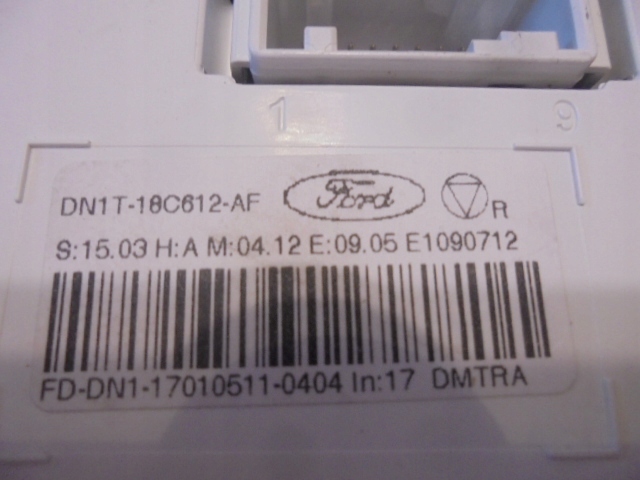 1 9
DN1T-18C612-AF Ford R
S:15.03 H:A M:04.12 E:09.05 E1090712
FD-DN1-17010511-0404 In:17 DMTRA